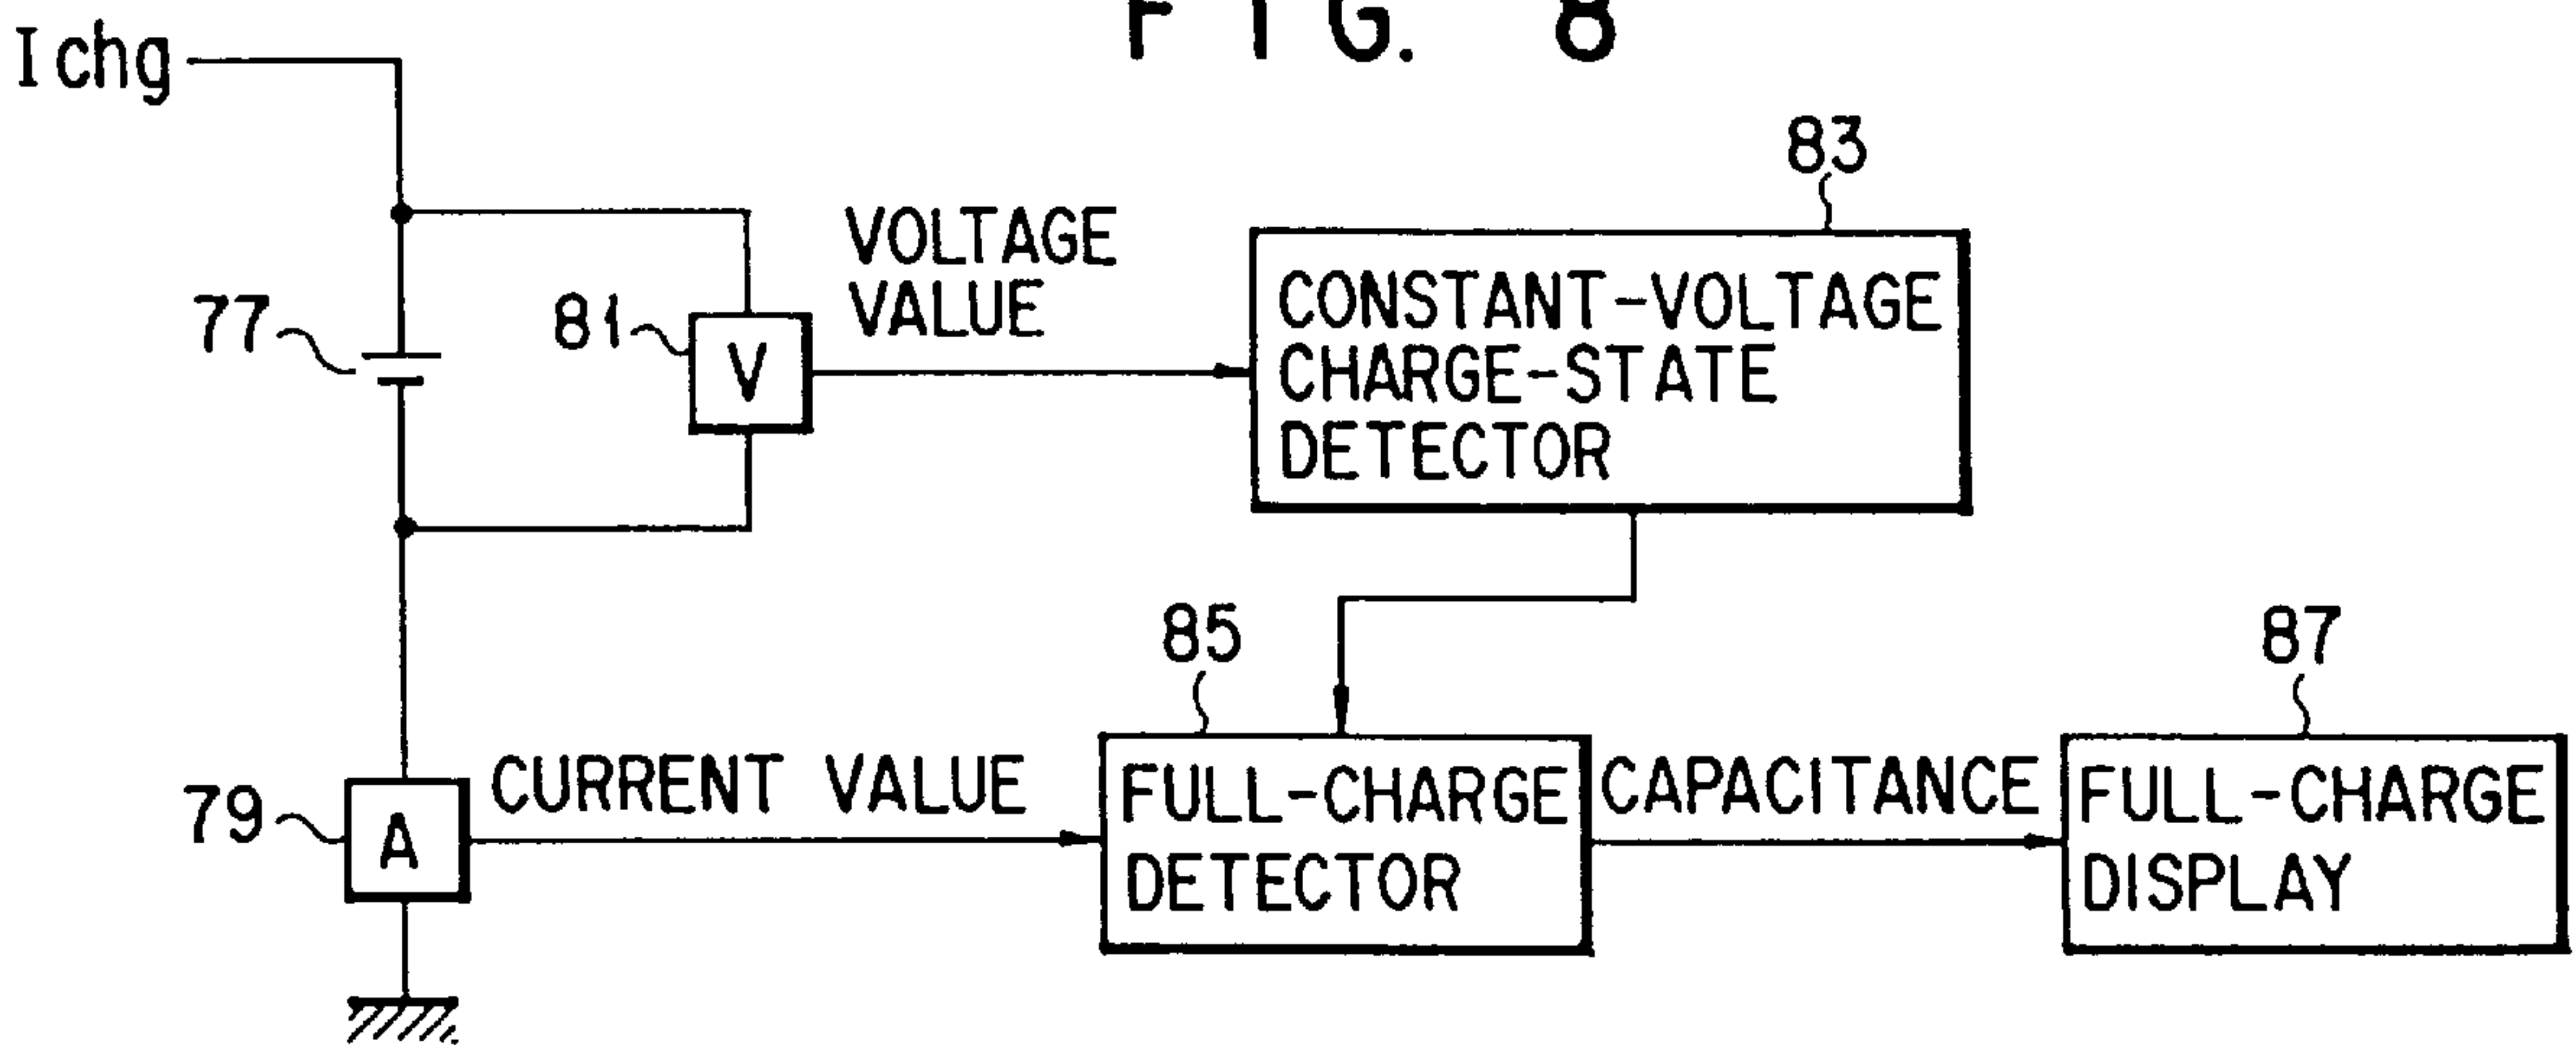 FIG. 8
I chg
83
VOLTAGE
VALUE
77
81
V
CONSTANT-VOLTAGE
CHARGE-STATE
DETECTOR
85
87
79
A
CURRENT VALUE
FULL-CHARGE
DETECTOR
CAPACITANCE
FULL-CHARGE
DISPLAY